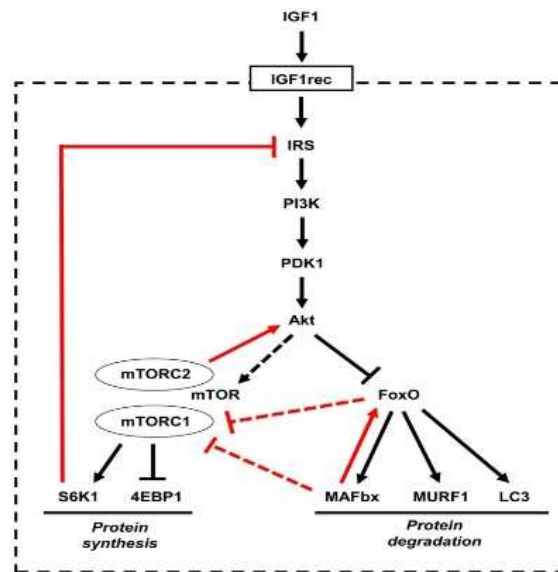 IGF1
IGF1rec
IRS
PI3K
PDK1
Akt
mTORC2
mTOR
FoxO
mTORC1
S6K1 4EBP1 MAFbx MURF1 LC3
Protein synthesis
Protein degradation